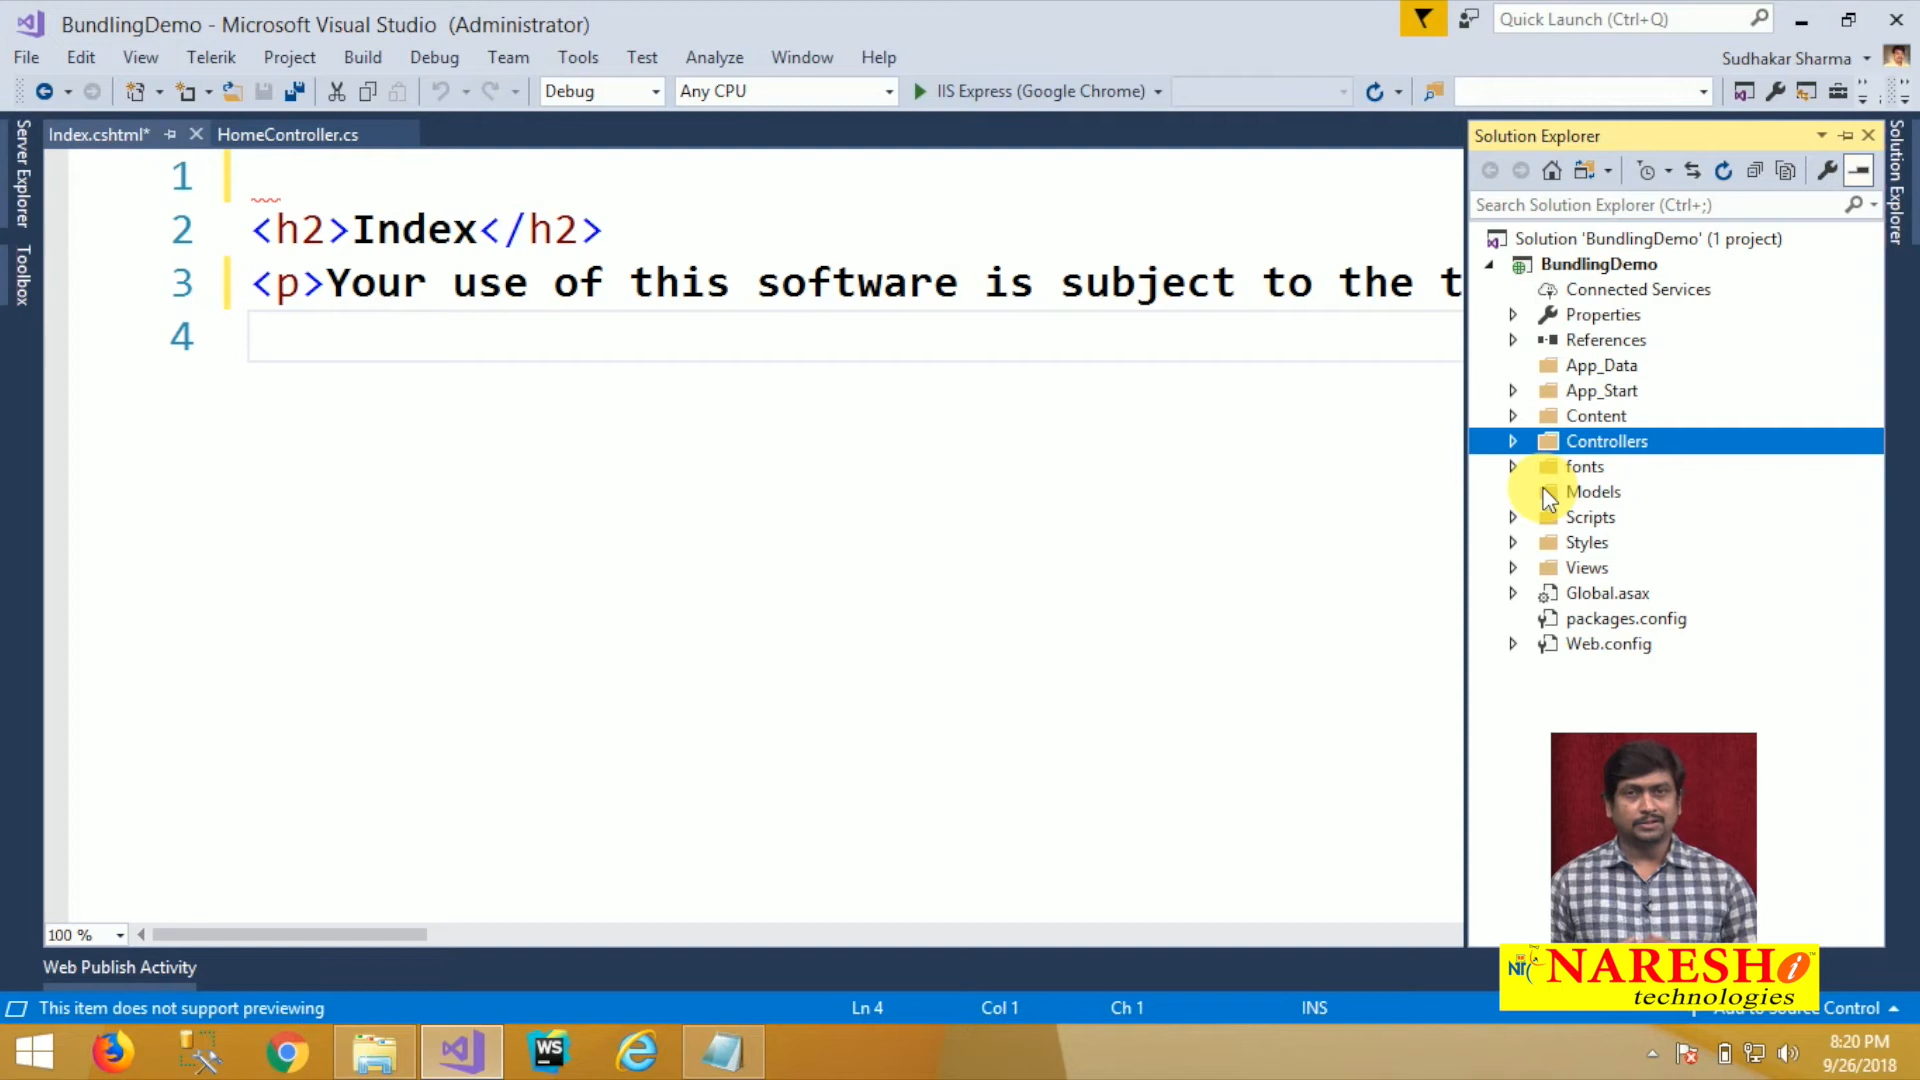 BundlingDemo - Microsoft Visual Studio (Administrator)
Quick Launch (Ctrl+Q)
File Edit View Telerik Project Build Debug Team Tools Test Analyze Window Help
Sudhakar Sharma
Debug Any CPU IIS Express (Google Chrome)
Server Explorer
Toolbox
Index.cshtml* HomeController.cs
1
2 <h2>Index</h2>
3 <p>Your use of this software is subject to the t
4
100 %
Solution Explorer
Search Solution Explorer (Ctrl+;)
Solution 'BundlingDemo' (1 project)
BundlingDemo
Connected Services
Properties
References
App_Data
App_Start
Content
Controllers
fonts
Models
Scripts
Styles
Views
Global.asax
packages.config
Web.config
Solution Explorer
Web Publish Activity
NARESH i
technologies
This item does not support previewing Ln 4 Col 1 Ch 1 INS Control
WS
8:20 PM
9/26/2018